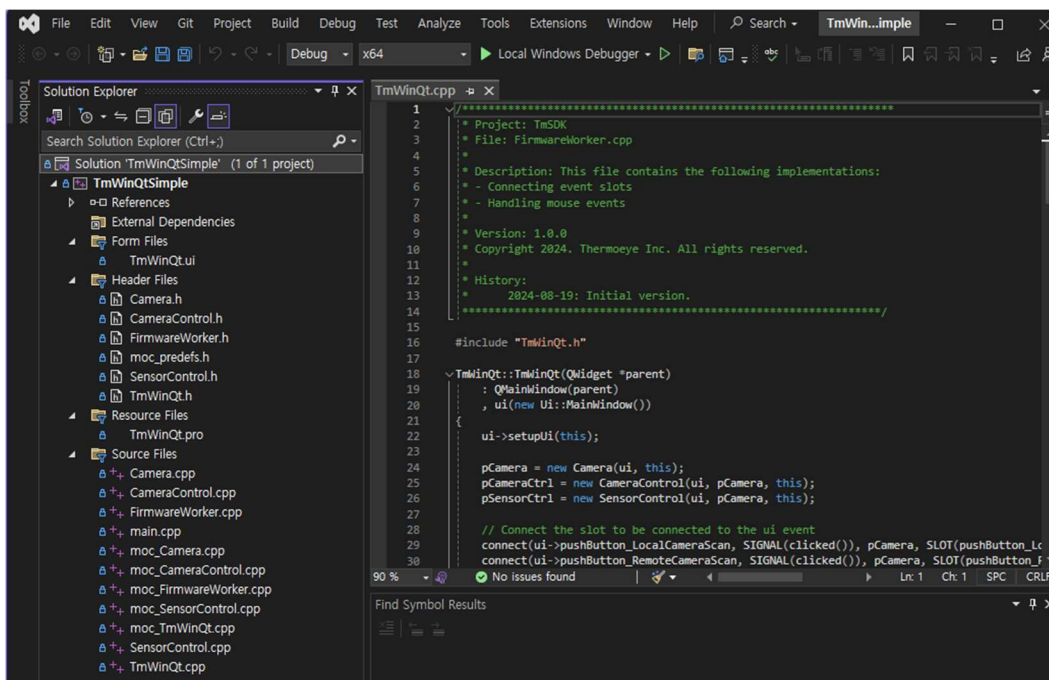 File Edit View Git Project Build Debug Test Analyze Tools Extensions Window Help Search TmWin...imple
Debug x64 Local Windows Debugger
Toolbox
Solution Explorer
Search Solution Explorer (Ctrl+;)
Solution 'TmWinQtSimple' (1 of 1 project)
TmWinQtSimple
References
External Dependencies
Form Files
TmWinQt.ui
Header Files
Camera.h
CameraControl.h
FirmwareWorker.h
moc_predefs.h
SensorControl.h
TmWinQt.h
Resource Files
TmWinQt.pro
Source Files
Camera.cpp
CameraControl.cpp
FirmwareWorker.cpp
main.cpp
moc_Camera.cpp
moc_CameraControl.cpp
moc_FirmwareWorker.cpp
moc_SensorControl.cpp
moc_TmWinQt.cpp
SensorControl.cpp
TmWinQt.cpp
TmWinQt.cpp
1 /******************************************************************
2 * Project: TmSDK
3 * File: FirmwareWorker.cpp
4 *
5 * Description: This file contains the following implementations:
6 * - Connecting event slots
7 * - Handling mouse events
8 *
9 * Version: 1.0.0
10 * Copyright 2024. Thermoeye Inc. All rights reserved.
11 *
12 * History:
13 * 2024-08-19: Initial version.
14 ****************************************************************/
15
16 #include "TmWinQt.h"
17
18 TmWinQt::TmWinQt(QWidget *parent)
19 : QMainWindow(parent)
20 , ui(new Ui::MainWindow())
21 {
22 ui->setupUi(this);
23
24 pCamera = new Camera(ui, this);
25 pCameraCtrl = new CameraControl(ui, pCamera, this);
26 pSensorCtrl = new SensorControl(ui, pCamera, this);
27
28 // Connect the slot to be connected to the ui event
29 connect(ui->pushButton_LocalCameraScan, SIGNAL(clicked()), pCamera, SLOT(pushButton_Lo
30 connect(ui->pushButton_RemoteCameraScan, SIGNAL(clicked()), pCamera, SLOT(pushButton_R
90 % No issues found Ln: 1 Ch: 1 SPC CRLF
Find Symbol Results